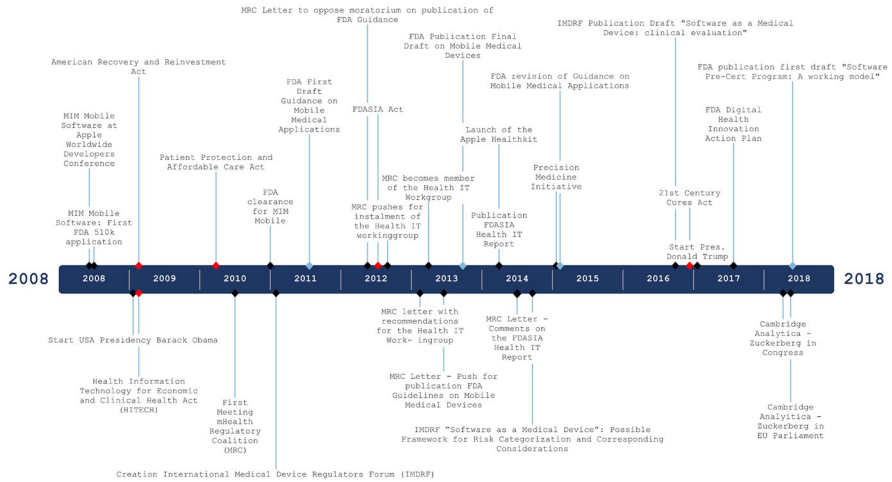 MRC Letter to oppose moratorium on publication of
FDA Guidance
IMDRF Publication Draft "Software as a Medical
Device: clinical evaluation"
FDA Publication Final
Draft on Mobile Medical
Devices
American Recovery and Reinvestment
Act
FDA publication first draft "Software
Pre-Cert Program: A working model"
FDA First
Draft
Guidance on
Mobile
Medical
Applications
FDA revision of Guidance on
Mobile Medical Applications
MIM Mobile
Software at
Apple
Worldwide
Developers
Conference
FDASIA Act
FDA Digital
Health
Innovation
Action Plan
Launch of the
Apple Healthkit
Patient Protection and
Affordable Care Act
Precision
Medicine
Initiative
MRC becomes member
of the Health IT
Workgroup
FDA
clearance
for MIM
Mobile
21st Century
Cures Act
MIM Mobile
Software: First
FDA 510k
application
MRC pushes for
instalment of
the Health IT
workinggroup
Publication
FDASIA
Health IT
Report
Start Pres.
Donald Trump
2008
2008
2009
2010
2011
2012
2013
2014
2015
2016
2017
2018
2018
Start USA Presidency Barack Obama
MRC letter with
recommendations
for the Health IT
Work- ingroup
MRC Letter -
Comments on
the FDASIA
Health IT
Report
Cambridge
Analytica -
Zuckerberg in
Congress
Health Information
Technology for Economic
and Clinical Health Act
(HITECH)
MRC Letter - Push for
publication FDA
Guidelines on Mobile
Medical Devices
First
Meeting
mHealth
Regulatory
Coalition
(MRC)
Cambridge
Analyitica -
Zuckerberg in
EU Parliament
IMDRF "Software as a Medical Device”: Possible
Framework for Risk Categorization and Corresponding
Considerations
Creation International Medical Device Regulators Forum (IMDRF)